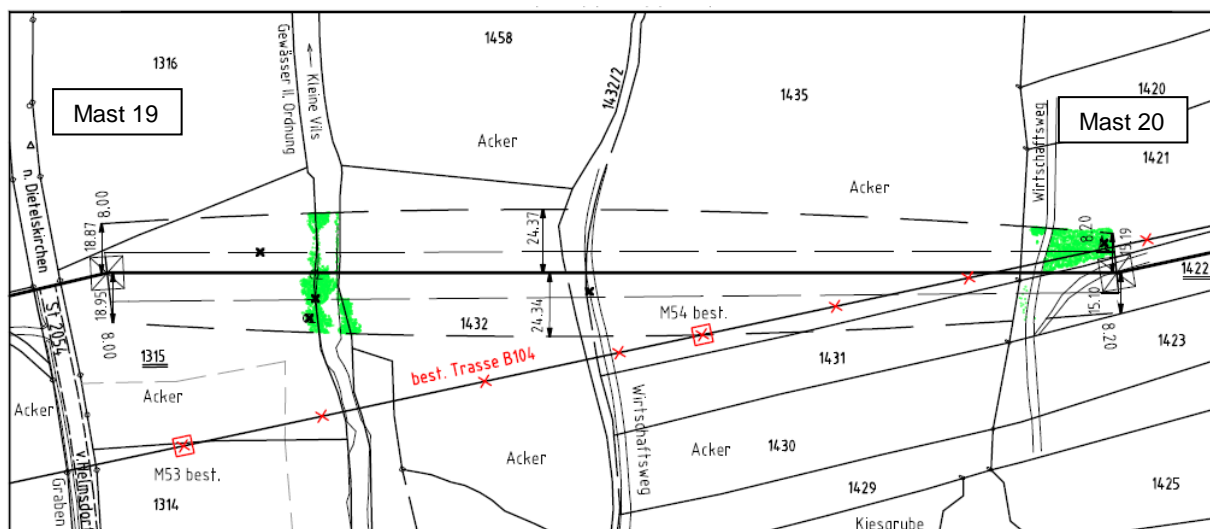 1316
Mast 19
n. Dietelskirchen
St 2054
v. Helmsdorf
Graben
Gewässer II. Ordnung
Kleine Vils
1458
1432/2
1435
Acker
Acker
Wirtschaftsweg
1420
Mast 20
1421
18.87
8.00
24.37
8.20
15.19
1422
18.95
8.00
24.34
15.10
8.20
1432
M54 best.
1315
best. Trasse B104
1431
1423
Acker
Acker
Wirtschaftsweg
Acker
Acker
1430
M53 best.
1314
1429
1425
Kiesgrube